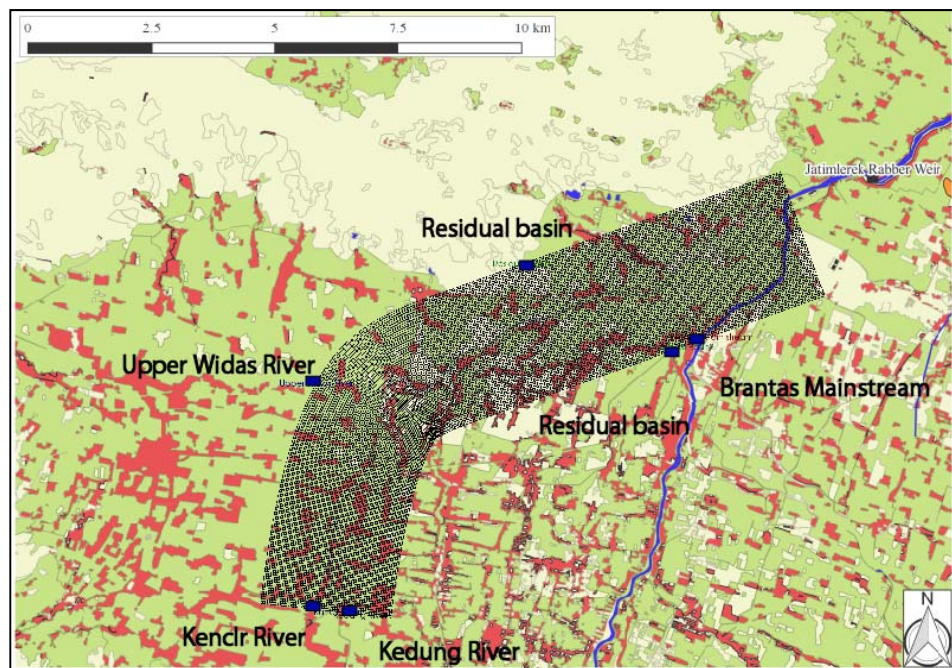 0 2.5 5 7.5 10 km
Jatimlerek Rabber Weir
Residual basin
Upper Widas River
Brantas Mainstream
Residual basin
Kenclr River
Kedung River
N